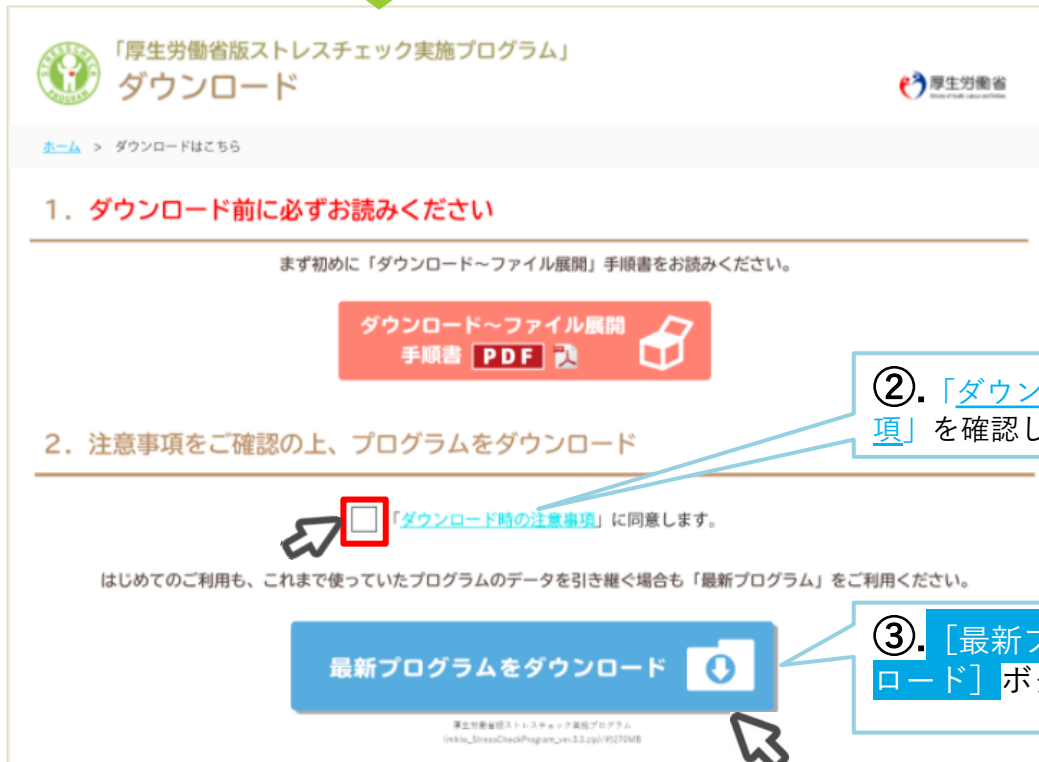 「厚生労働省版ストレスチェック実施プログラム」
ダウンロード
STRESS CHECK PROGRAM
厚生労働省
ホーム > ダウンロードはこちら
1. ダウンロード前に必ずお読みください
まず初めに「ダウンロード～ファイル展開」手順書をお読みください。
ダウンロード～ファイル展開
手順書 PDF
②.「ダウン
項」を確認し
2. 注意事項をご確認の上、プログラムをダウンロード
「ダウンロード時の注意事項」に同意します。
はじめてのご利用も、これまで使っていたプログラムのデータを引き継ぐ場合も「最新プログラム」をご利用ください。
③.［最新プ
ロード］ボタ
最新プログラムをダウンロード
厚生労働省版ストレスチェック実施プログラム